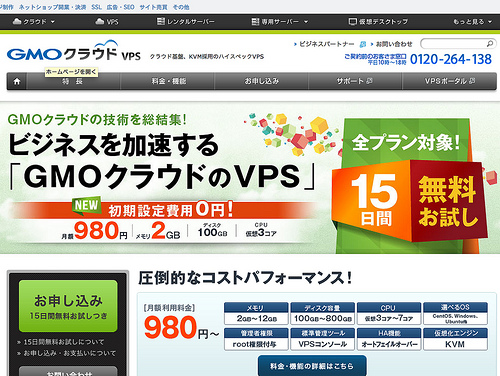 制作 ネットショップ開業・決済 SSL 広告・SEO サイト売買 その他
クラウド VPS レンタルサーバー 専用サーバー 仮想デスクトップ もっと見る
ビジネスパートナー お問い合わせ
GMOクラウド VPS クラウド基盤、KVM採用のハイスペックVPS
ご契約前のお客さま窓口
平日10時～18時 0120-264-138
ホームページを開く
特長 料金・機能 お申し込み サポート VPSポータル
GMOクラウドの技術を総結集!
ビジネスを加速する
「GMOクラウドのVPS」
全プラン対象!
15日間 無料お試し
NEW 初期設定費用0円!
月額980円 メモリ2GB ディスク100GB CPU仮想3コア
お申し込み
15日間無料お試しつき
» 15日間無料お試しについて
» お申し込み・お支払いについて
お問い合わせ
圧倒的なコストパフォーマンス!
[月額利用料金]
980円～
メモリ ディスク容量 CPU 選べるOS
2GB～12GB 100GB～800GB 仮想3コア～7コア CentOS, Windows, Ubuntu他
管理者権限 標準管理ツール HA機能 仮想化エンジン
root権限付与 VPSコンソール オートフェイルオーバー KVM
料金・機能の詳細はこちら